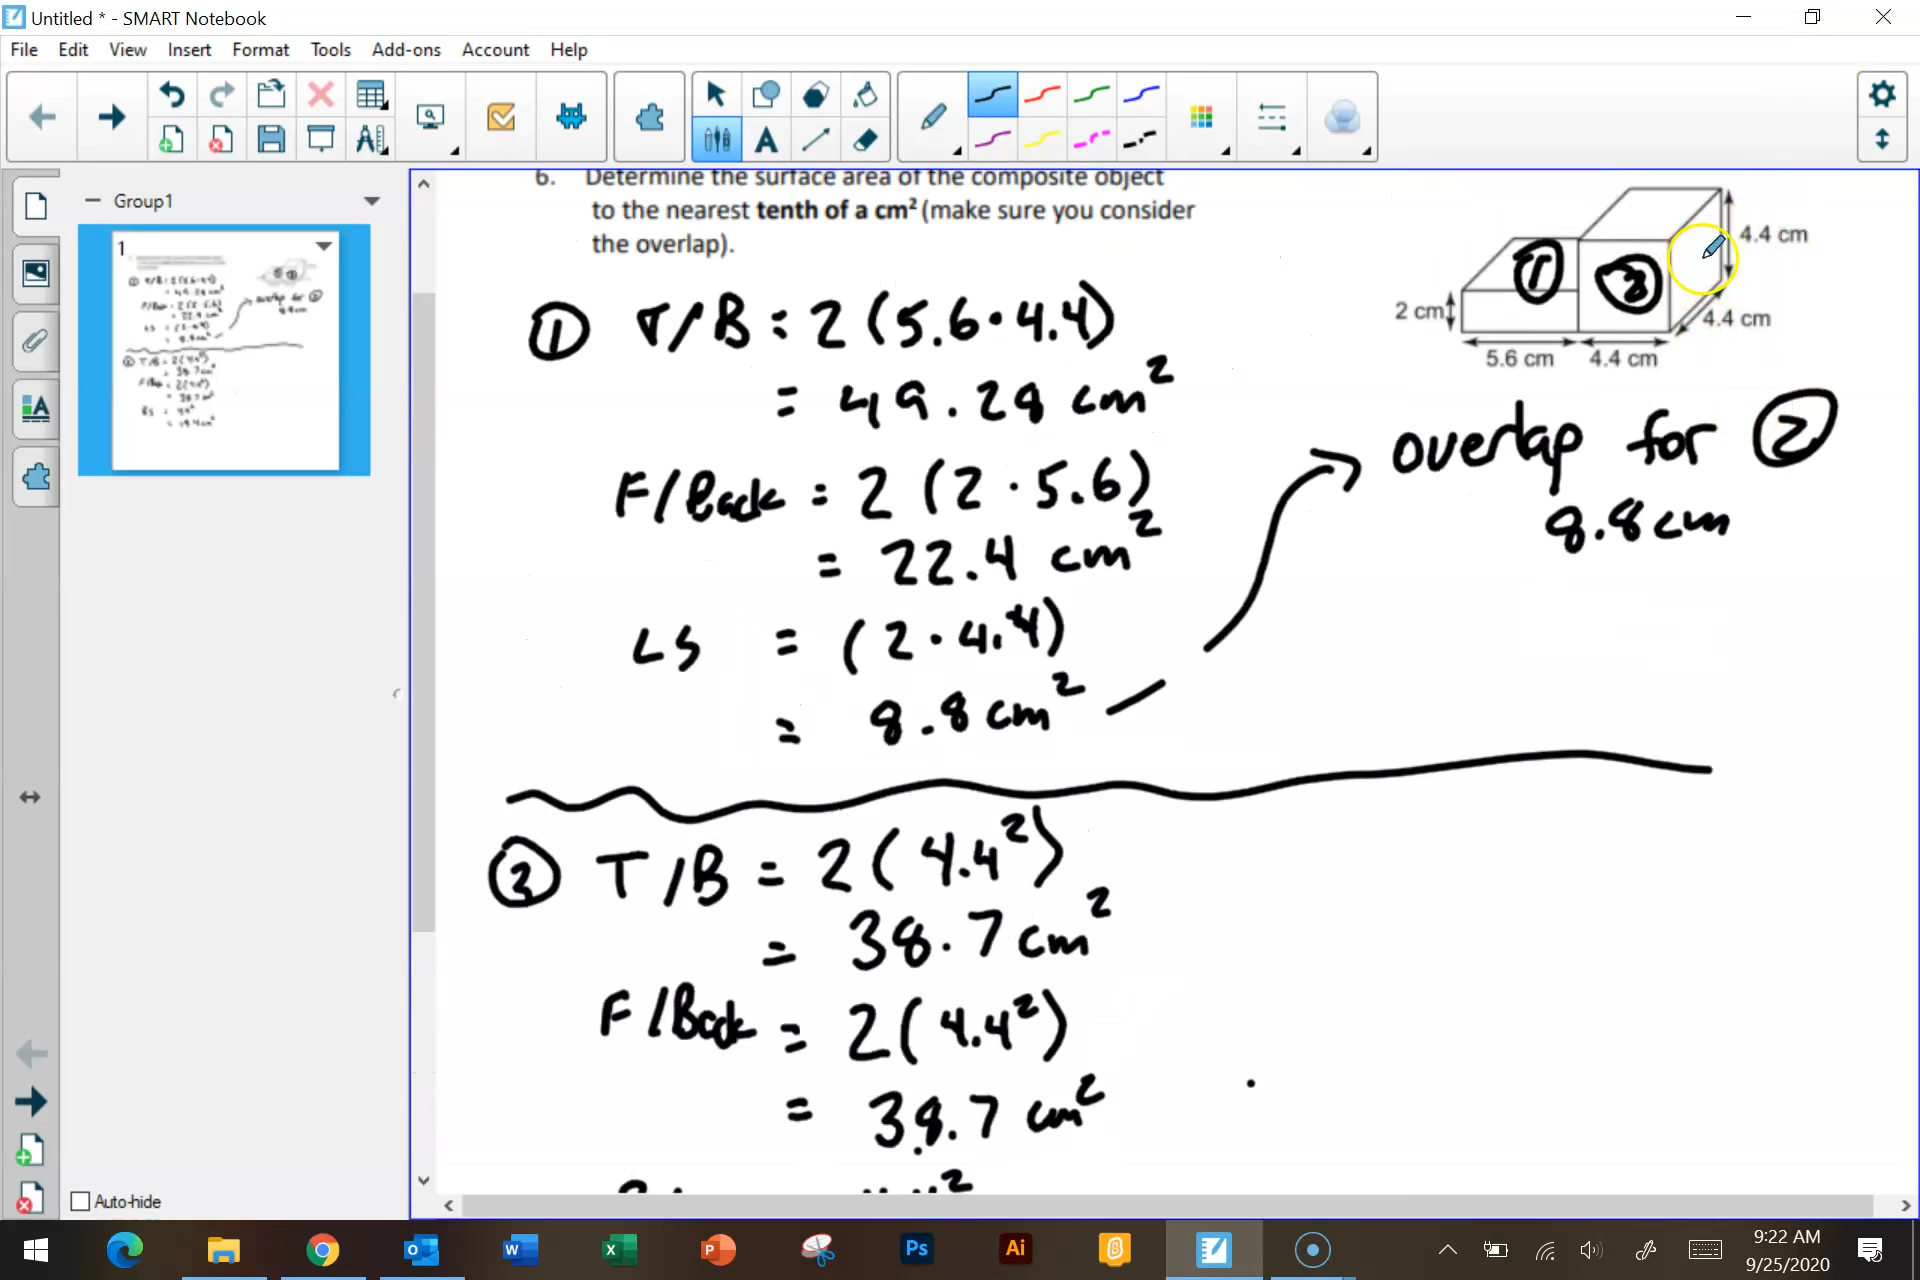 Untitled * - SMART Notebook
File Edit View Insert Format Tools Add-ons Account Help
Group1
1
6. Determine the surface area of the composite object
to the nearest tenth of a cm² (make sure you consider
the overlap).
4.4 cm
2 cm
4.4 cm
5.6 cm 4.4 cm
① ②
① T/B = 2(5.6·4.4)
= 49.28 cm²
F/Back = 2(2·5.6)
= 22.4 cm²
LS = (2·4.4)
= 8.8 cm²
overlap for ②
8.8 cm
② T/B = 2(4.4²)
= 38.7 cm²
F/Back = 2(4.4²)
= 38.7 cm²
Auto-hide
9:22 AM
9/25/2020